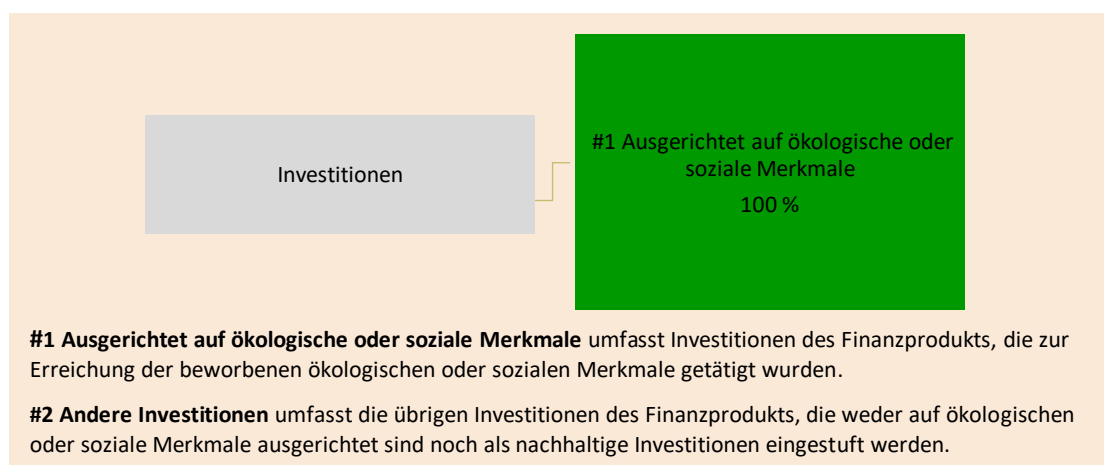 #1 Ausgerichtet auf ökologische oder
soziale Merkmale
Investitionen
100 %
#1 Ausgerichtet auf ökologische oder soziale Merkmale umfasst Investitionen des Finanzprodukts, die zur
Erreichung der beworbenen ökologischen oder sozialen Merkmale getätigt wurden.
#2 Andere Investitionen umfasst die übrigen Investitionen des Finanzprodukts, die weder auf ökologischen
oder soziale Merkmale ausgerichtet sind noch als nachhaltige Investitionen eingestuft werden.